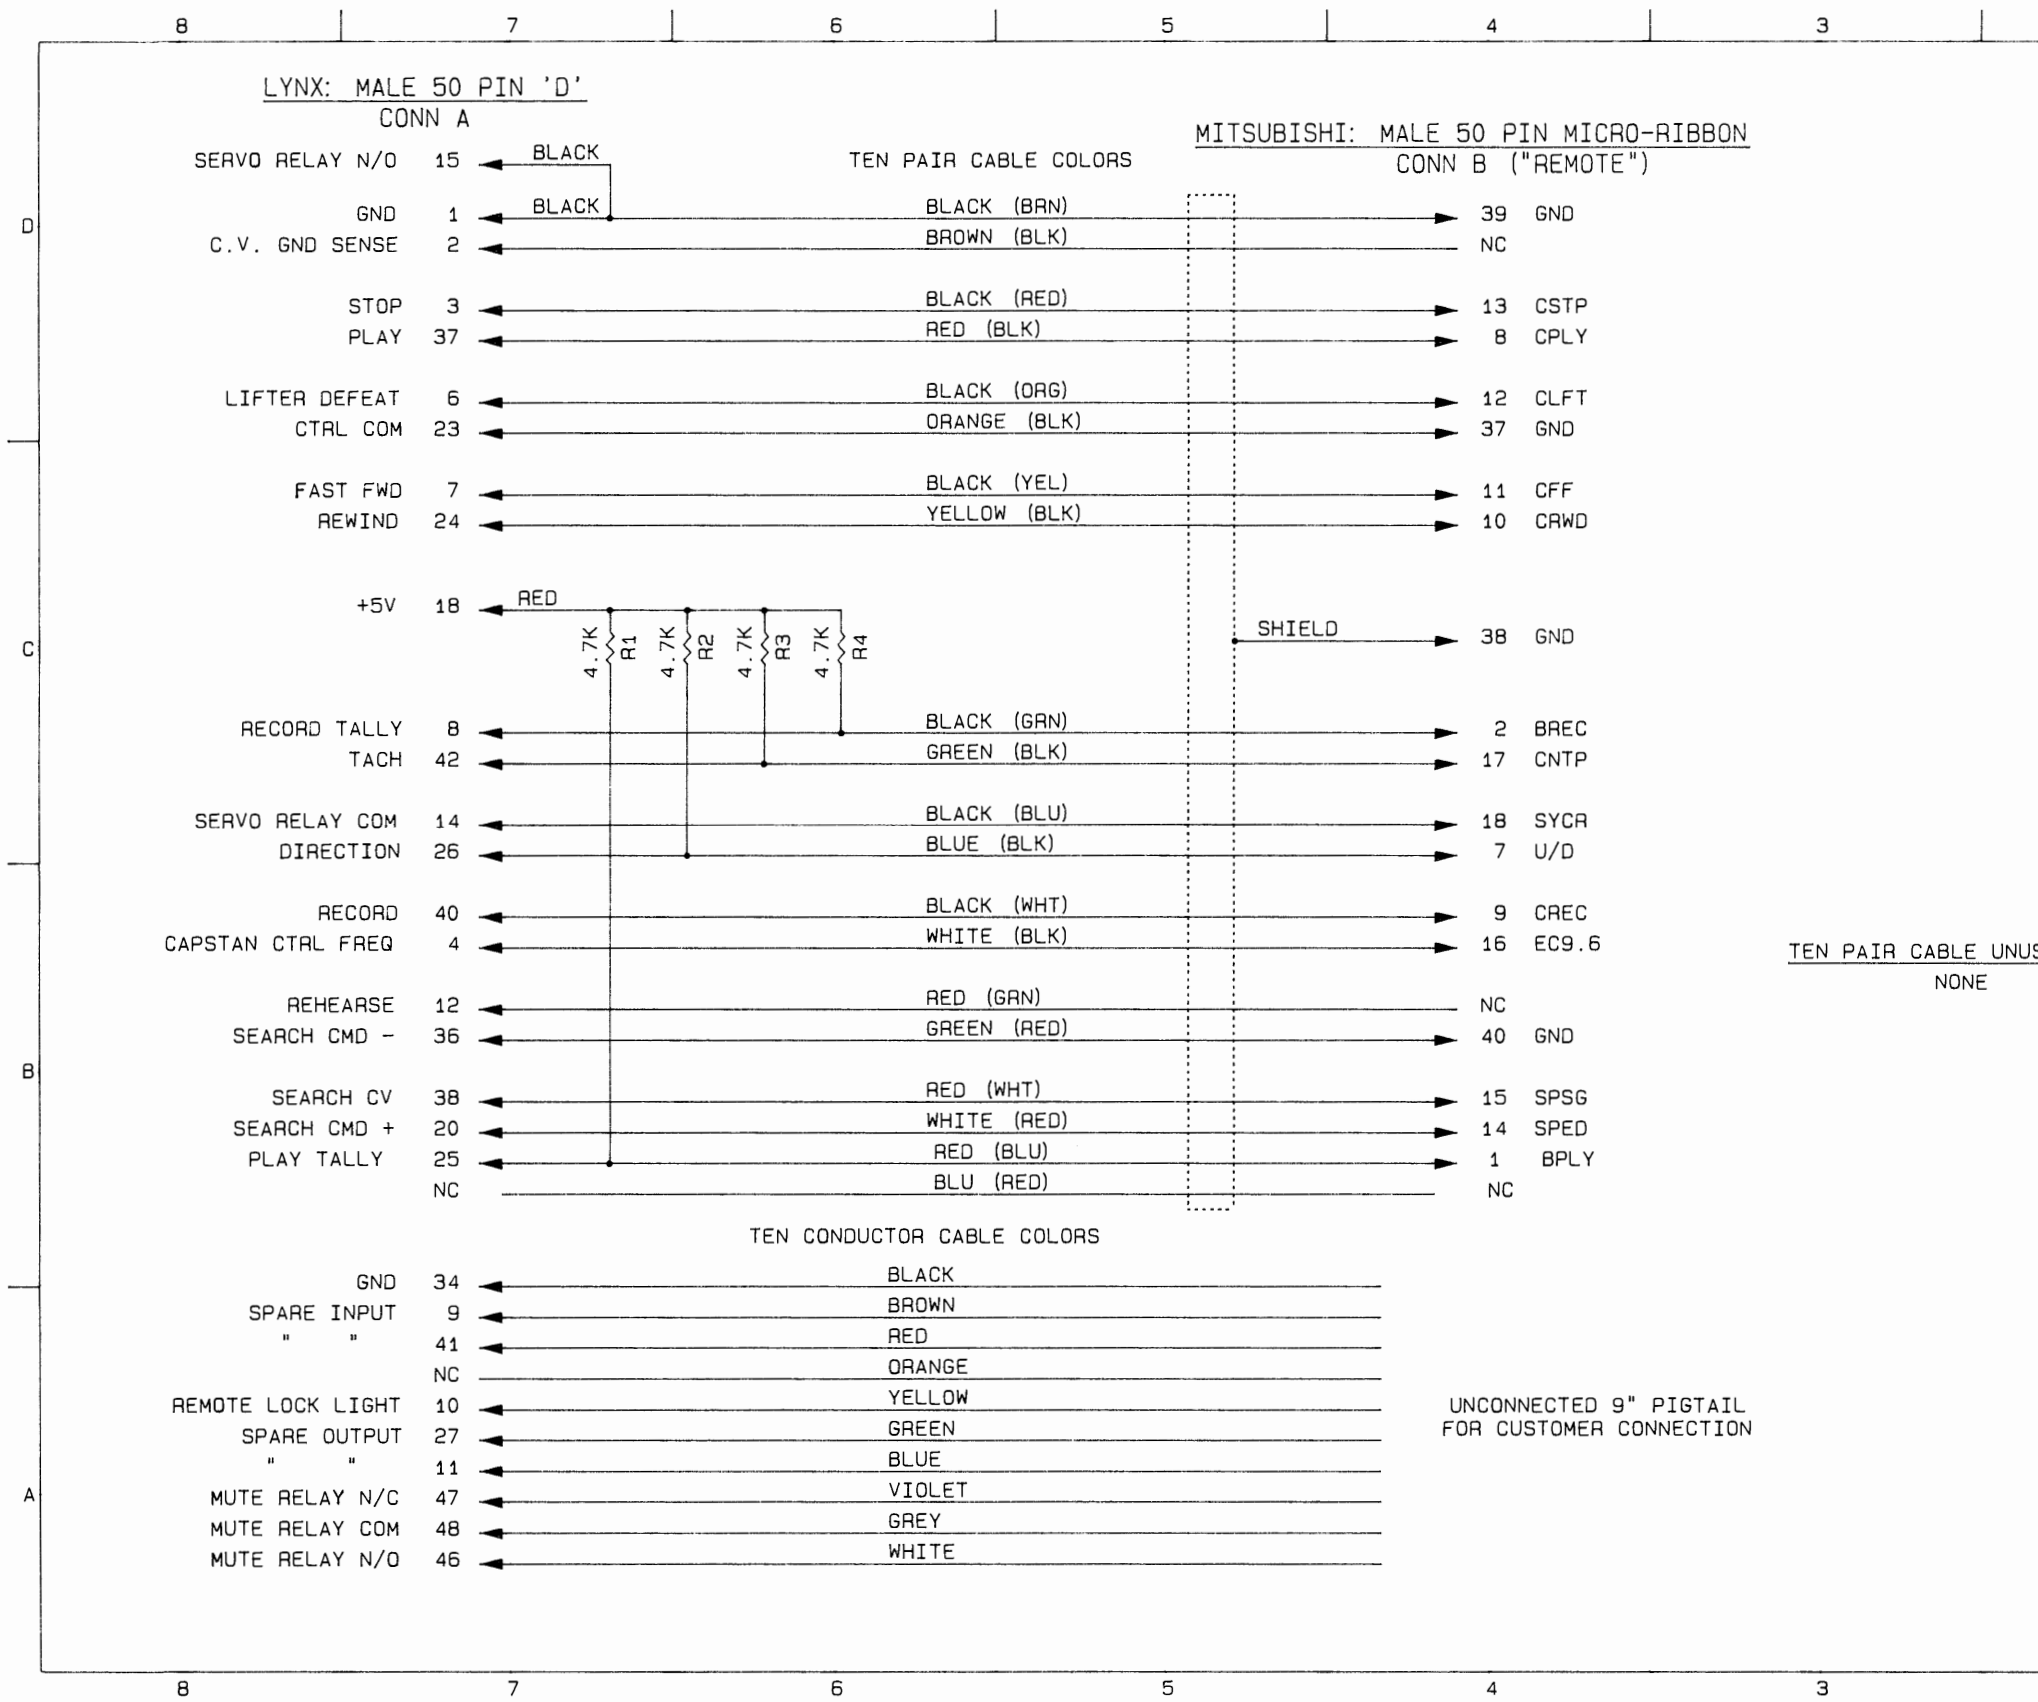 8 7 6 5 4 3
LYNX: MALE 50 PIN 'D'
CONN A
MITSUBISHI: MALE 50 PIN MICRO-RIBBON
CONN B ("REMOTE")
SERVO RELAY N/O 15 BLACK TEN PAIR CABLE COLORS
D
GND 1 BLACK BLACK (BRN) 39 GND
C.V. GND SENSE 2 BROWN (BLK) NC
STOP 3 BLACK (RED) 13 CSTP
PLAY 37 RED (BLK) 8 CPLY
LIFTER DEFEAT 6 BLACK (ORG) 12 CLFT
CTRL COM 23 ORANGE (BLK) 37 GND
FAST FWD 7 BLACK (YEL) 11 CFF
REWIND 24 YELLOW (BLK) 10 CRWD
+5V 18 RED
4.7K R1 4.7K R2 4.7K R3 4.7K R4
C
SHIELD 38 GND
RECORD TALLY 8 BLACK (GRN) 2 BREC
TACH 42 GREEN (BLK) 17 CNTP
SERVO RELAY COM 14 BLACK (BLU) 18 SYCR
DIRECTION 26 BLUE (BLK) 7 U/D
RECORD 40 BLACK (WHT) 9 CREC
CAPSTAN CTRL FREQ 4 WHITE (BLK) 16 EC9.6
TEN PAIR CABLE UNUS
NONE
REHEARSE 12 RED (GRN) NC
SEARCH CMD - 36 GREEN (RED) 40 GND
B
SEARCH CV 38 RED (WHT) 15 SPSG
SEARCH CMD + 20 WHITE (RED) 14 SPED
PLAY TALLY 25 RED (BLU) 1 BPLY
NC BLU (RED) NC
TEN CONDUCTOR CABLE COLORS
GND 34 BLACK
SPARE INPUT 9 BROWN
" " 41 RED
NC ORANGE
REMOTE LOCK LIGHT 10 YELLOW
SPARE OUTPUT 27 GREEN
" " 11 BLUE
UNCONNECTED 9" PIGTAIL
FOR CUSTOMER CONNECTION
A
MUTE RELAY N/C 47 VIOLET
MUTE RELAY COM 48 GREY
MUTE RELAY N/O 46 WHITE
8 7 6 5 4 3